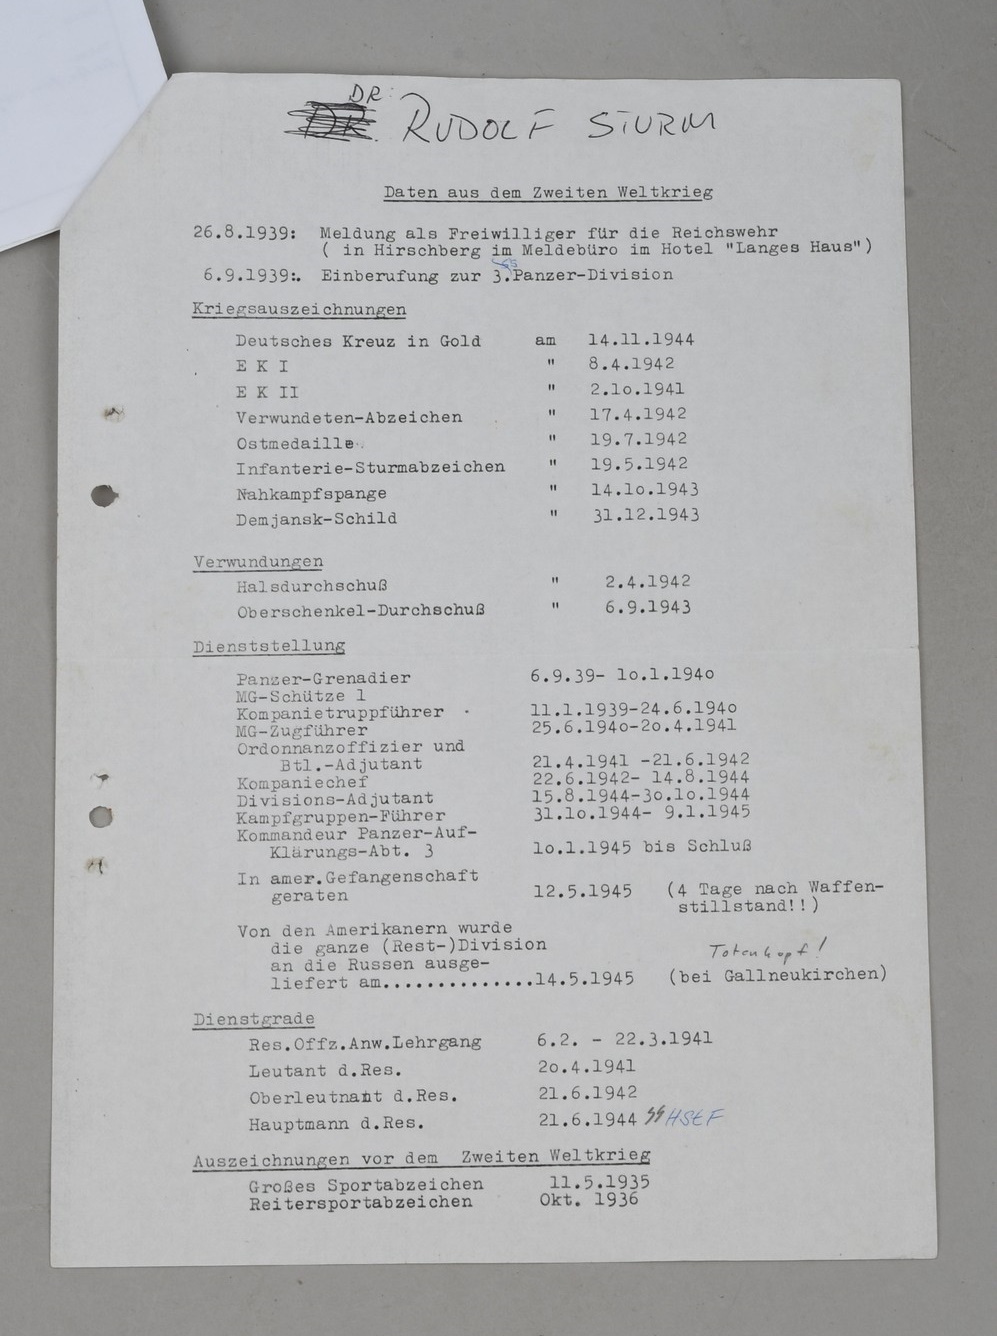 DR. RUDOLF STURM
Daten aus dem Zweiten Weltkrieg
26.8.1939: Meldung als Freiwilliger für die Reichswehr
( in Hirschberg im Meldebüro im Hotel "Langes Haus")
SS
6.9.1939:. Einberufung zur 3.Panzer-Division
Kriegsauszeichnungen
Deutsches Kreuz in Gold am 14.11.1944
E K I " 8.4.1942
E K II " 2.1o.1941
Verwundeten-Abzeichen " 17.4.1942
Ostmedaille " 19.7.1942
Infanterie-Sturmabzeichen " 19.5.1942
Nahkampfspange " 14.1o.1943
Demjansk-Schild " 31.12.1943
Verwundungen
Halsdurchschuß " 2.4.1942
Oberschenkel-Durchschuß " 6.9.1943
Dienststellung
Panzer-Grenadier 6.9.39- 1o.1.194o
MG-Schütze 1
Kompanietruppführer 11.1.1939-24.6.194o
MG-Zugführer 25.6.194o-2o.4.1941
Ordonnanzoffizier und
Btl.-Adjutant 21.4.1941 -21.6.1942
Kompaniechef 22.6.1942- 14.8.1944
Divisions-Adjutant 15.8.1944-3o.1o.1944
Kampfgruppen-Führer 31.1o.1944- 9.1.1945
Kommandeur Panzer-Auf-
Klärungs-Abt. 3 1o.1.1945 bis Schluß
In amer.Gefangenschaft
geraten 12.5.1945 (4 Tage nach Waffen-
stillstand!!)
Von den Amerikanern wurde
die ganze (Rest-)Division Totenkopf!
an die Russen ausge-
liefert am..............14.5.1945 (bei Gallneukirchen)
Dienstgrade
Res.Offz.Anw.Lehrgang 6.2. - 22.3.1941
Leutant d.Res. 2o.4.1941
Oberleutnant d.Res. 21.6.1942
Hauptmann d.Res. 21.6.1944 SS HStF
Auszeichnungen vor dem Zweiten Weltkrieg
Großes Sportabzeichen 11.5.1935
Reitersportabzeichen Okt. 1936